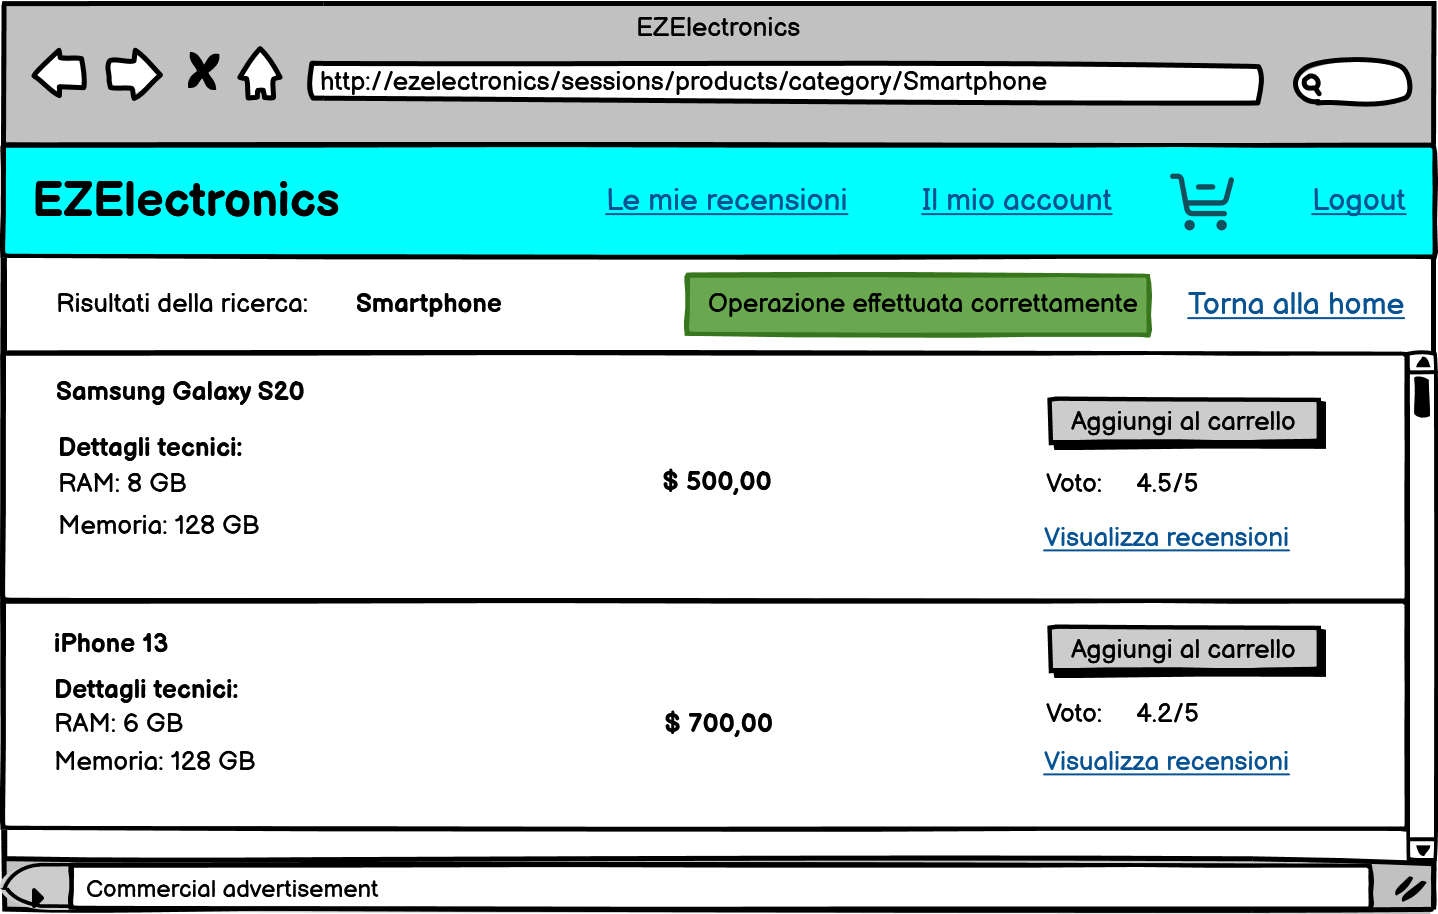 EZElectronics
http://ezelectronics/sessions/products/category/Smartphone
EZElectronics Le mie recensioni Il mio account Logout
Risultati della ricerca: Smartphone Operazione effettuata correttamente Torna alla home
Samsung Galaxy S20
Aggiungi al carrello
Dettagli tecnici:
RAM: 8 GB $ 500,00 Voto: 4.5/5
Memoria: 128 GB
Visualizza recensioni
iPhone 13
Aggiungi al carrello
Dettagli tecnici:
RAM: 6 GB $ 700,00 Voto: 4.2/5
Memoria: 128 GB Visualizza recensioni
Commercial advertisement